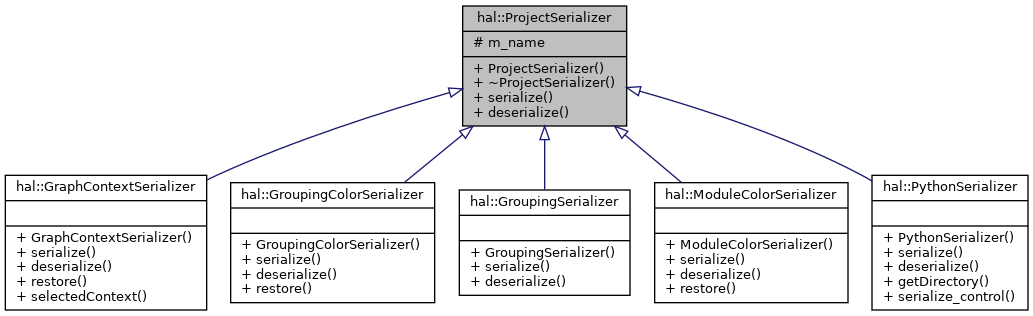 hal::ProjectSerializer
# m_name
+ ProjectSerializer()
+ ~ProjectSerializer()
+ serialize()
+ deserialize()
hal::GraphContextSerializer
+ GraphContextSerializer()
+ serialize()
+ deserialize()
+ restore()
+ selectedContext()
hal::GroupingColorSerializer
+ GroupingColorSerializer()
+ serialize()
+ deserialize()
+ restore()
hal::GroupingSerializer
+ GroupingSerializer()
+ serialize()
+ deserialize()
hal::ModuleColorSerializer
+ ModuleColorSerializer()
+ serialize()
+ deserialize()
+ restore()
hal::PythonSerializer
+ PythonSerializer()
+ serialize()
+ deserialize()
+ getDirectory()
+ serialize_control()